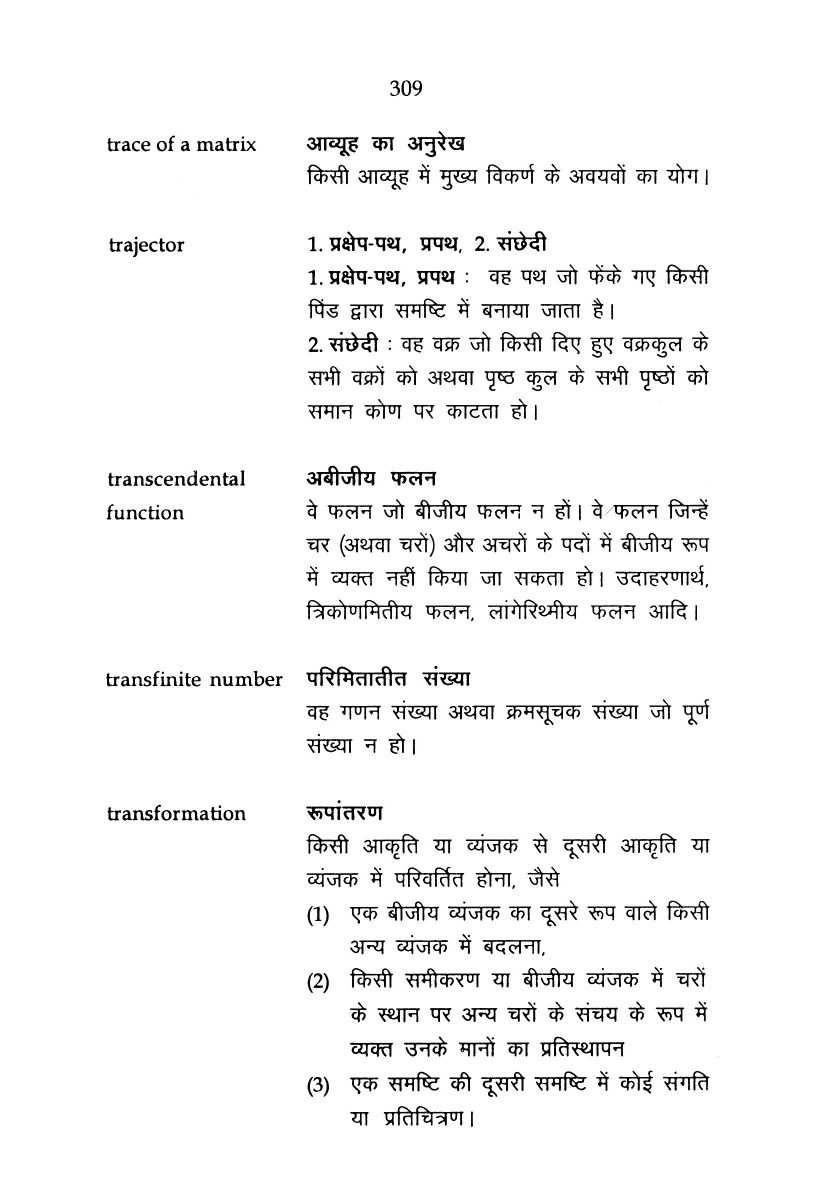 309
trace of a matrix आव्यूह का अनुरेख
किसी आव्यूह में मुख्य विकर्ण के अवयवों का योग।
trajector 1. प्रक्षेप-पथ, प्रपथ, 2. संछेदी
1. प्रक्षेप-पथ, प्रपथ : वह पथ जो फेंके गए किसी
पिंड द्वारा समष्टि में बनाया जाता है।
2. संछेदी : वह वक्र जो किसी दिए हुए वक्रकुल के
सभी वक्रों को अथवा पृष्ठ कुल के सभी पृष्ठों को
समान कोण पर काटता हो।
transcendental अबीजीय फलन
function वे फलन जो बीजीय फलन न हों। वे फलन जिन्हें
चर (अथवा चरों) और अचरों के पदों में बीजीय रूप
में व्यक्त नहीं किया जा सकता हो। उदाहरणार्थ,
त्रिकोणमितीय फलन, लांगेरिथ्मीय फलन आदि।
transfinite number परिमितातीत संख्या
वह गणन संख्या अथवा क्रमसूचक संख्या जो पूर्ण
संख्या न हो।
transformation रूपांतरण
किसी आकृति या व्यंजक से दूसरी आकृति या
व्यंजक में परिवर्तित होना, जैसे
(1) एक बीजीय व्यंजक का दूसरे रूप वाले किसी
अन्य व्यंजक में बदलना,
(2) किसी समीकरण या बीजीय व्यंजक में चरों
के स्थान पर अन्य चरों के संचय के रूप में
व्यक्त उनके मानों का प्रतिस्थापन
(3) एक समष्टि की दूसरी समष्टि में कोई संगति
या प्रतिचित्रण।